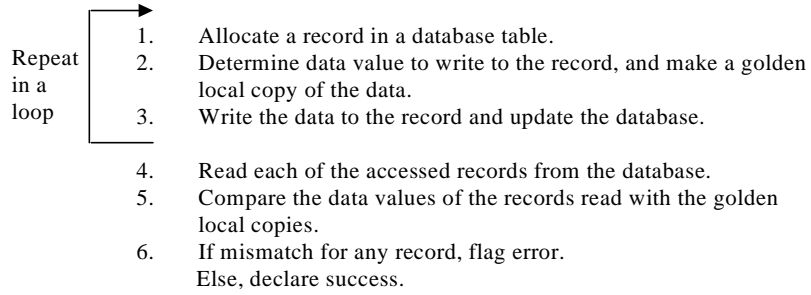 Repeat
in a
loop
1. Allocate a record in a database table.
2. Determine data value to write to the record, and make a golden
local copy of the data.
3. Write the data to the record and update the database.
4. Read each of the accessed records from the database.
5. Compare the data values of the records read with the golden
local copies.
6. If mismatch for any record, flag error.
Else, declare success.